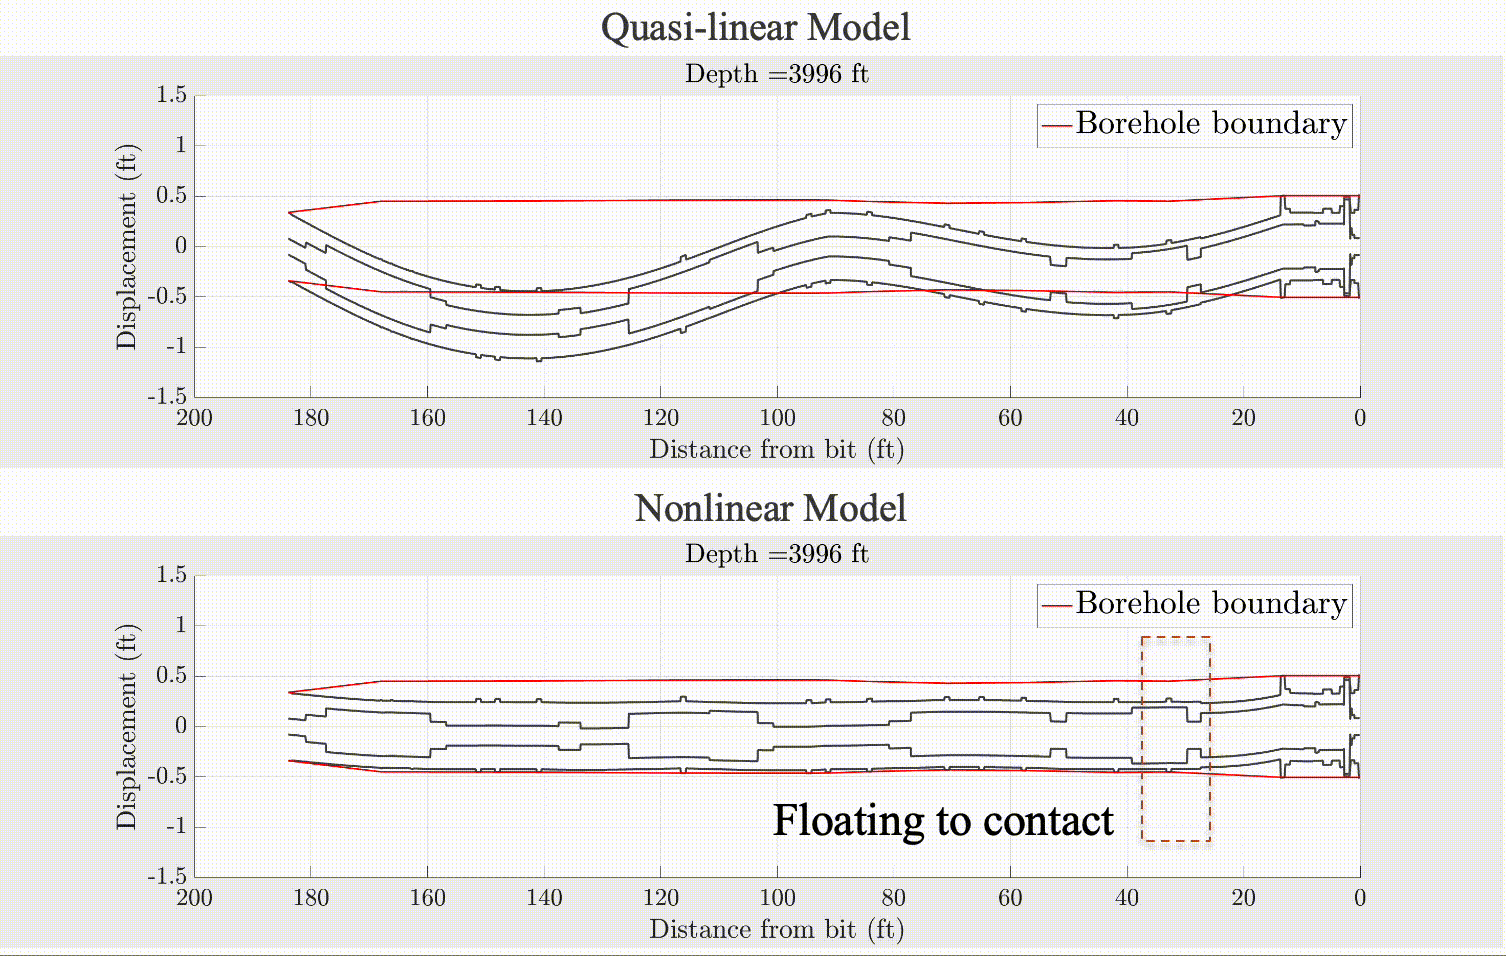 Quasi-linear Model
Depth =3996 ft
1.5
1
0.5
0
-0.5
-1
-1.5
Displacement (ft)
Borehole boundary
200 180 160 140 120 100 80 60 40 20 0
Distance from bit (ft)
Nonlinear Model
Depth =3996 ft
1.5
1
0.5
0
-0.5
-1
-1.5
Displacement (ft)
Borehole boundary
Floating to contact
200 180 160 140 120 100 80 60 40 20 0
Distance from bit (ft)